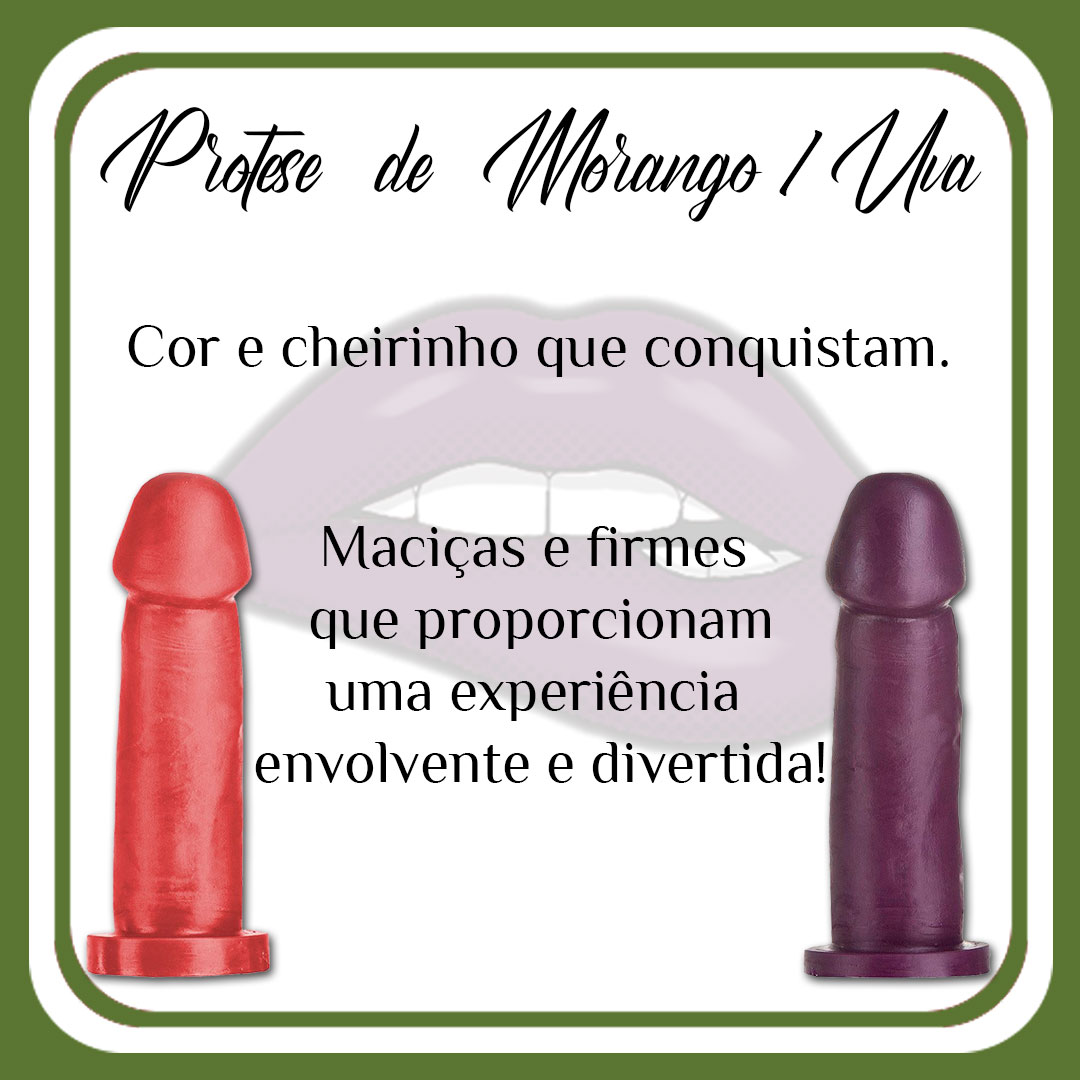 Protese de Morango / Uva
Cor e cheirinho que conquistam.
Maciças e firmes
que proporcionam
uma experiência
envolvente e divertida!